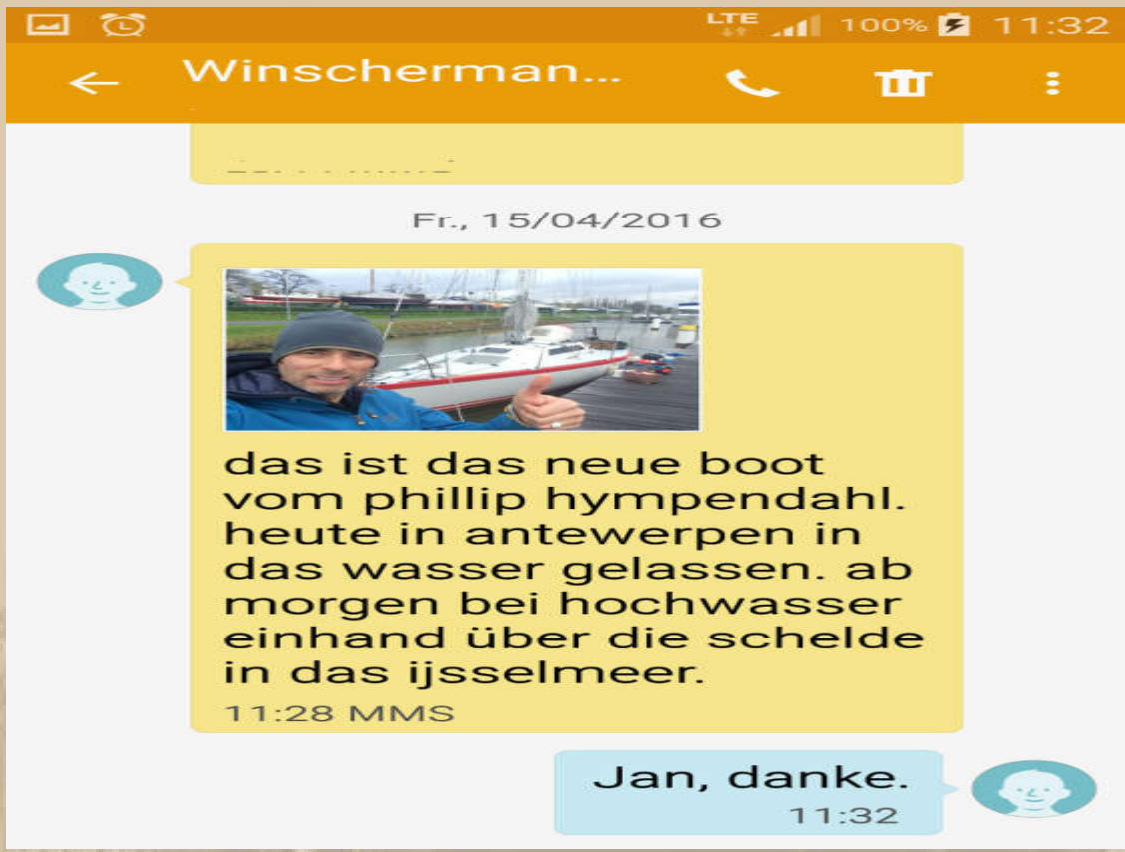 LTE 100% 11:32
Winscherman...
Fr., 15/04/2016
das ist das neue boot
vom phillip hympendahl.
heute in antewerpen in
das wasser gelassen. ab
morgen bei hochwasser
einhand über die schelde
in das ijsselmeer.
11:28 MMS
Jan, danke.
11:32